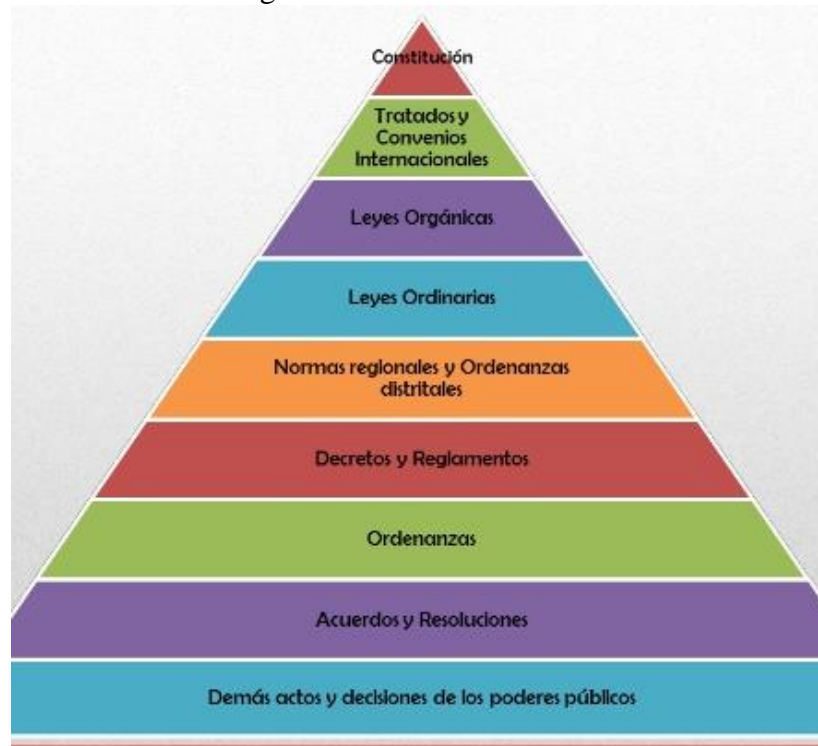 Constitución
Tratados y
Convenios
Internacionales
Leyes Orgánicas
Leyes Ordinarias
Normas regionales y Ordenanzas
distritales
Decretos y Reglamentos
Ordenanzas
Acuerdos y Resoluciones
Demás actos y decisiones de los poderes públicos